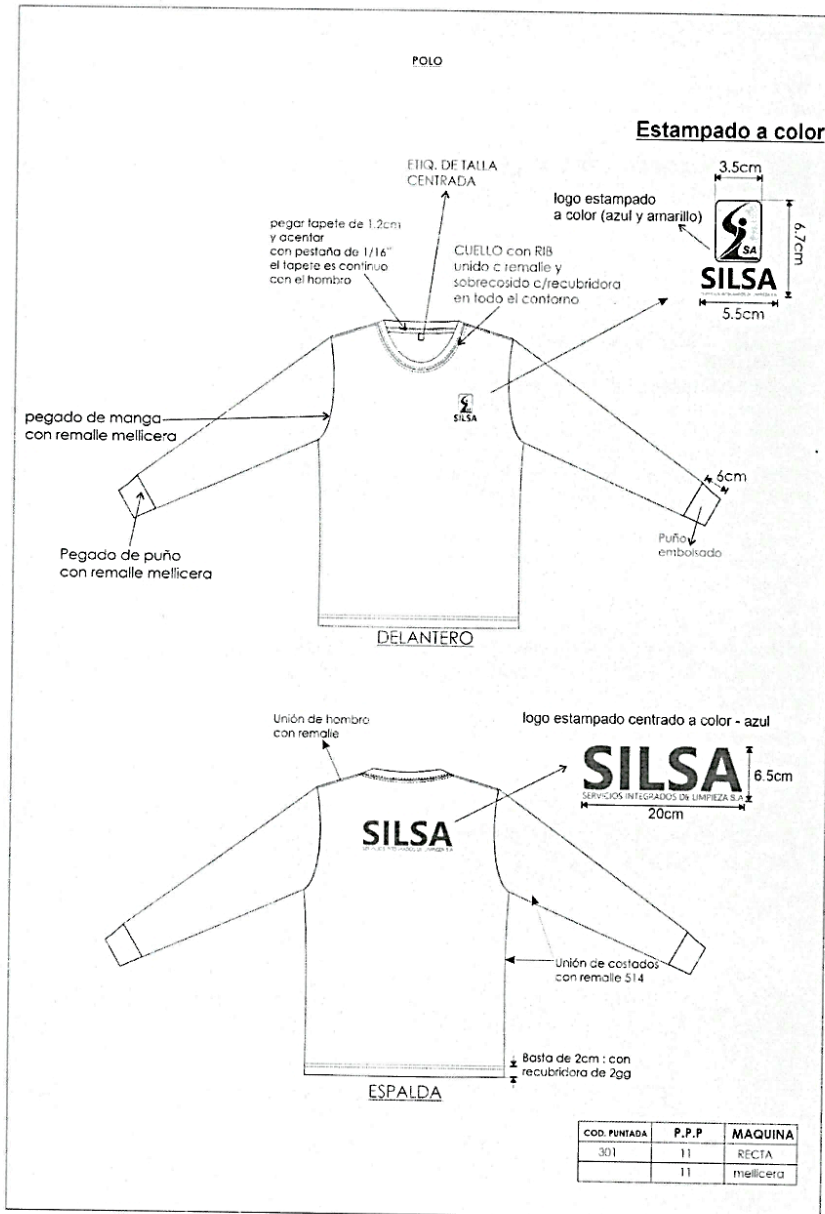 POLO
Estampado a color
ETIQ. DE TALLA
CENTRADA
3.5cm
logo estampado
a color (azul y amarillo)
SA
SILSA
6.7cm
5.5cm
pegar tapete de 1.2cm
y acentar
con pestaña de 1/16"
el tapete es continuo
con el hombro
CUELLO con RIB
unido c remalle y
sobrecosido c/recubridora
en todo el contorno
SILSA
pegado de manga
con remalle mellicera
6cm
Pegado de puño
con remalle mellicera
Puño
embolsado
DELANTERO
Unión de hombro
con remalle
logo estampado centrado a color - azul
SILSA
SERVICIOS INTEGRADOS DE LIMPIEZA S.A
6.5cm
20cm
SILSA
Unión de costados
con remalle 514
Basta de 2cm : con
recubridora de 2gg
ESPALDA
COD. PUNTADA P.P.P MAQUINA
301 11 RECTA
11 mellicera